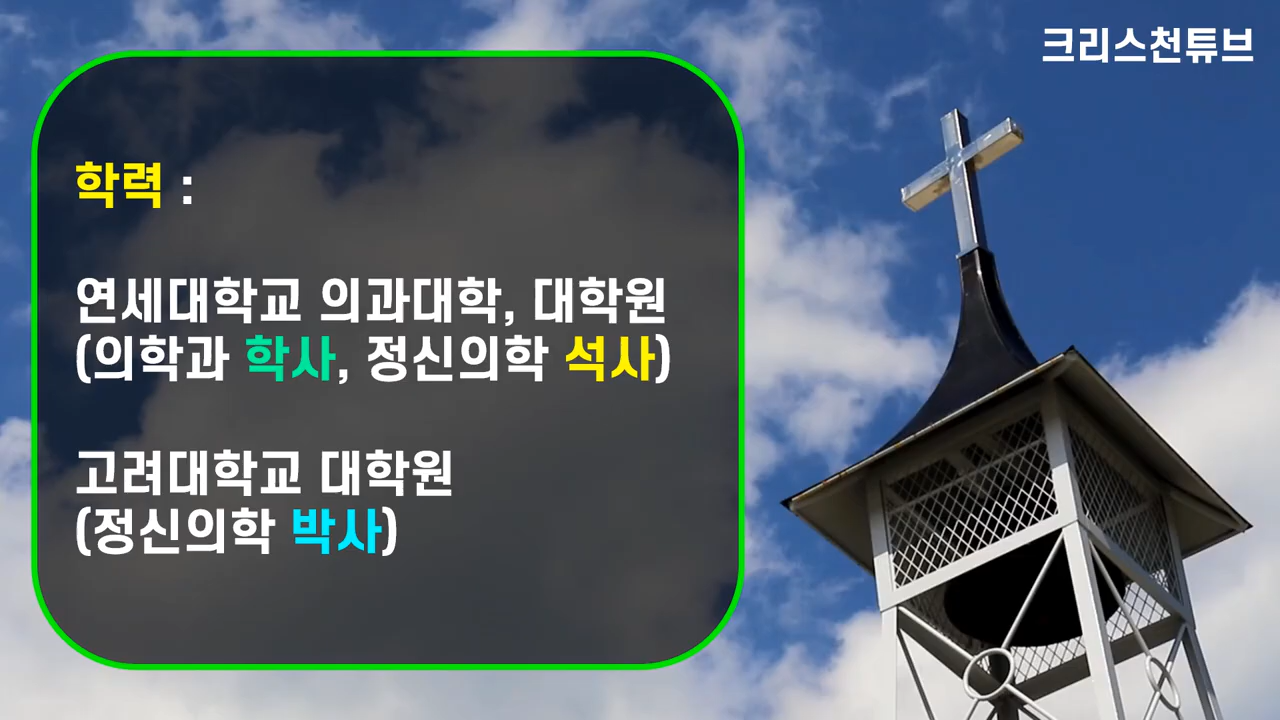 크리스천튜브
학력 :
연세대학교 의과대학, 대학원
(의학과 학사, 정신의학 석사)
고려대학교 대학원
(정신의학 박사)